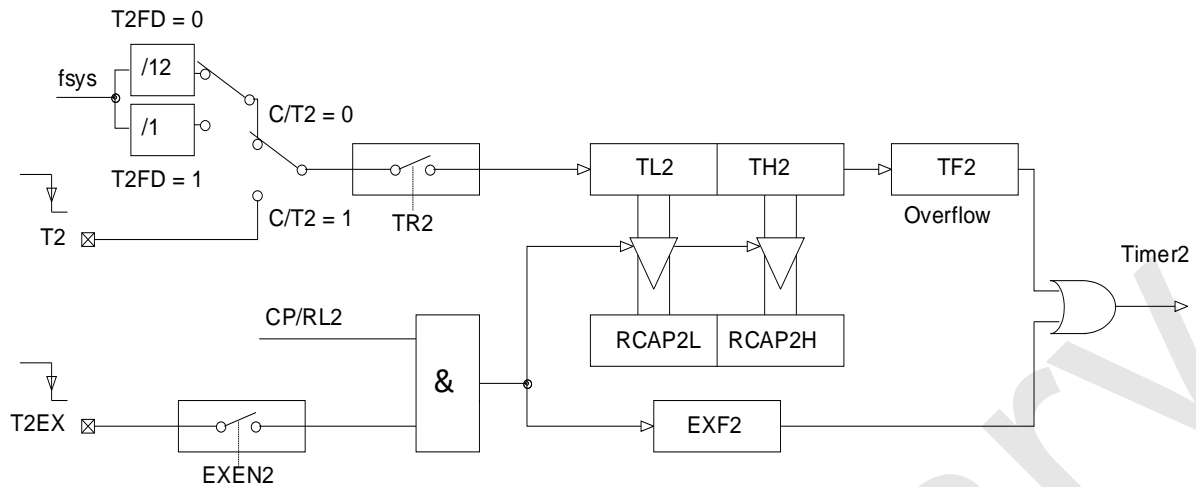 T2FD = 0
/12
fsys
C/T2 = 0
/1
T2FD = 1
TL2 TH2 TF2
C/T2 = 1
TR2
Overflow
T2
Timer2
CP/RL2
RCAP2L RCAP2H
&
T2EX
EXF2
EXEN2